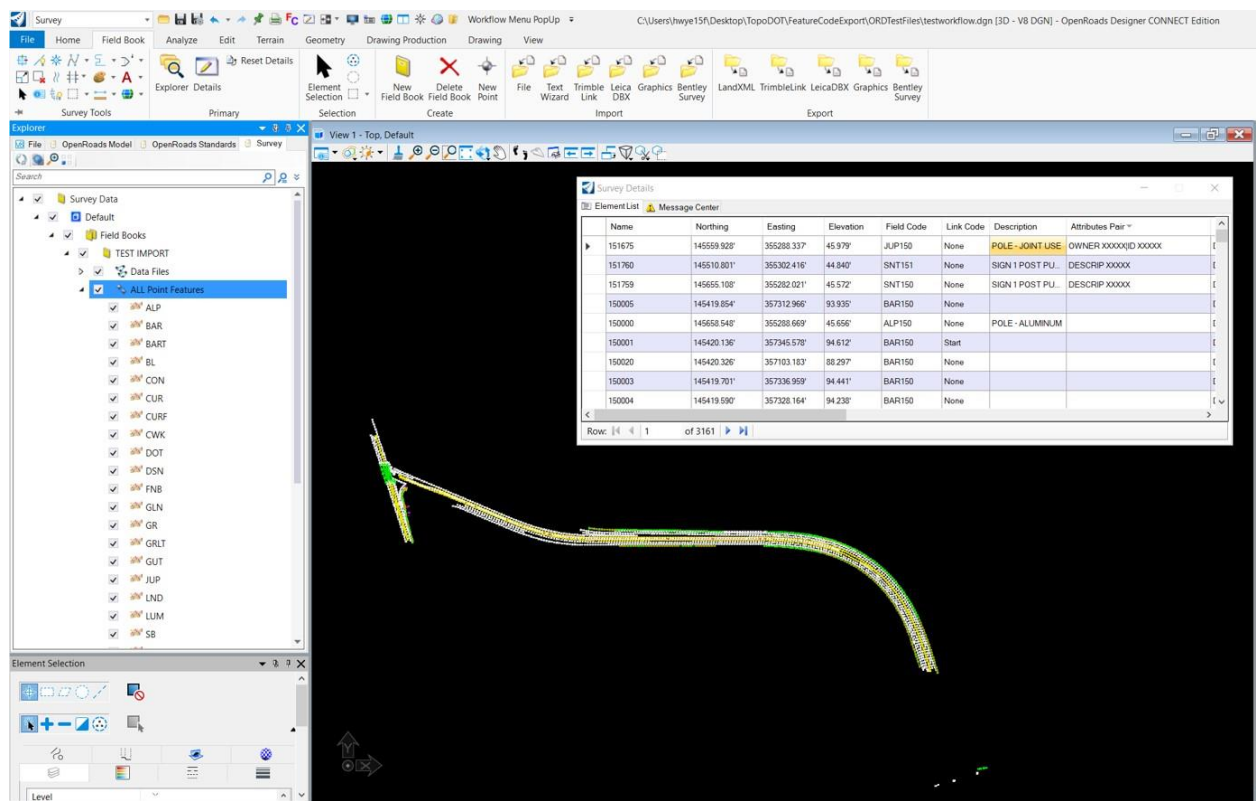 Survey
Workflow Menu PopUp
C:\Users\hwye15f\Desktop\TopoDOT\FeatureCodeExport\ORDTestFiles\testworkflow.dgn [3D - V8 DGN] - OpenRoads Designer CONNECT Edition
File Home Field Book Analyze Edit Terrain Geometry Drawing Production Drawing View
Reset Details
Explorer Details
Element Selection
New Field Book
Delete Field Book
New Point
File
Text Wizard
Trimble Link
Leica DBX
Graphics
Bentley Survey
LandXML TrimbleLink LeicaDBX Graphics Bentley Survey
Survey Tools Primary Selection Create Import Export
Explorer
File OpenRoads Model OpenRoads Standards Survey
Search
Survey Data
Default
Field Books
TEST IMPORT
Data Files
ALL Point Features
ALP
BAR
BART
BL
CON
CUR
CURF
CWK
DOT
DSN
FNB
GLN
GR
GRLT
GUT
JUP
LND
LUM
SB
Element Selection
Level
View 1 - Top, Default
Survey Details
ElementList Message Center
Name Northing Easting Elevation Field Code Link Code Description Attributes Pair
151675 145559.928' 355288.337' 45.979' JUP150 None POLE - JOINT USE OWNER XXXXX|ID XXXXX
151760 145510.801' 355302.416' 44.840' SNT151 None SIGN 1 POST PU... DESCRIP XXXXX
151759 145655.108' 355282.021' 45.572' SNT150 None SIGN 1 POST PU... DESCRIP XXXXX
150005 145419.854' 357312.966' 93.935' BAR150 None
150000 145658.548' 355288.669' 45.656' ALP150 None POLE - ALUMINUM
150001 145420.136' 357345.578' 94.612' BAR150 Start
150020 145420.326' 357103.183' 88.297' BAR150 None
150003 145419.701' 357336.959' 94.441' BAR150 None
150004 145419.590' 357328.164' 94.238' BAR150 None
Row: 1 of 3161
Y
X